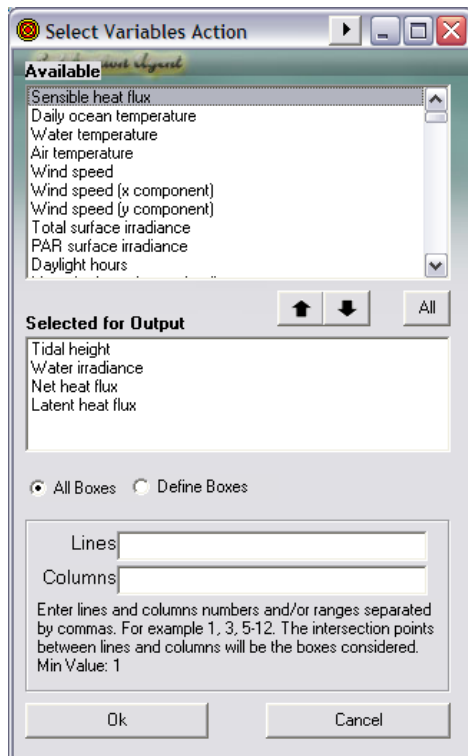 Select Variables Action
Agent
Available
Sensible heat flux
Daily ocean temperature
Water temperature
Air temperature
Wind speed
Wind speed (x component)
Wind speed (y component)
Total surface irradiance
PAR surface irradiance
Daylight hours
All
Selected for Output
Tidal height
Water irradiance
Net heat flux
Latent heat flux
All Boxes
Define Boxes
Lines
Columns
Enter lines and columns numbers and/or ranges separated
by commas. For example 1, 3, 5-12. The intersection points
between lines and columns will be the boxes considered.
Min Value: 1
Ok
Cancel